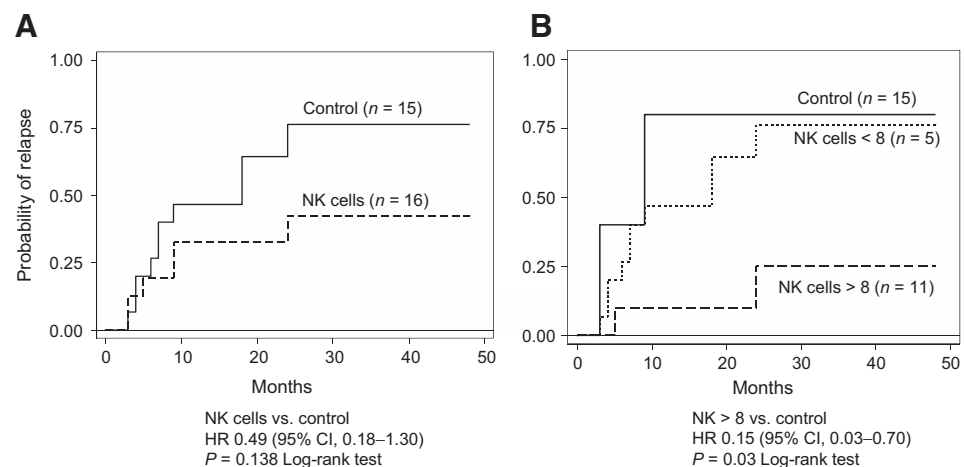 A
1.00
0.75
0.50
0.25
0.00
Probability of relapse
Control (n = 15)
NK cells (n = 16)
0 10 20 30 40 50
Months
NK cells vs. control
HR 0.49 (95% CI, 0.18–1.30)
P = 0.138 Log-rank test
B
1.00
0.75
0.50
0.25
0.00
Control (n = 15)
NK cells < 8 (n = 5)
NK cells > 8 (n = 11)
0 10 20 30 40 50
Months
NK > 8 vs. control
HR 0.15 (95% CI, 0.03–0.70)
P = 0.03 Log-rank test